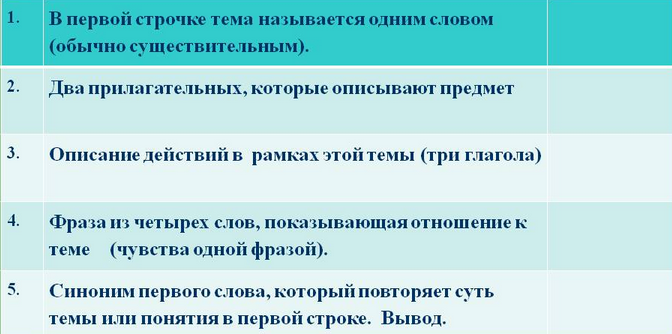 1. В первой строчке тема называется одним словом
(обычно существительным).
2. Два прилагательных, которые описывают предмет
3. Описание действий в рамках этой темы (три глагола)
4. Фраза из четырех слов, показывающая отношение к
теме (чувства одной фразой).
5. Синоним первого слова, который повторяет суть
темы или понятия в первой строке. Вывод.